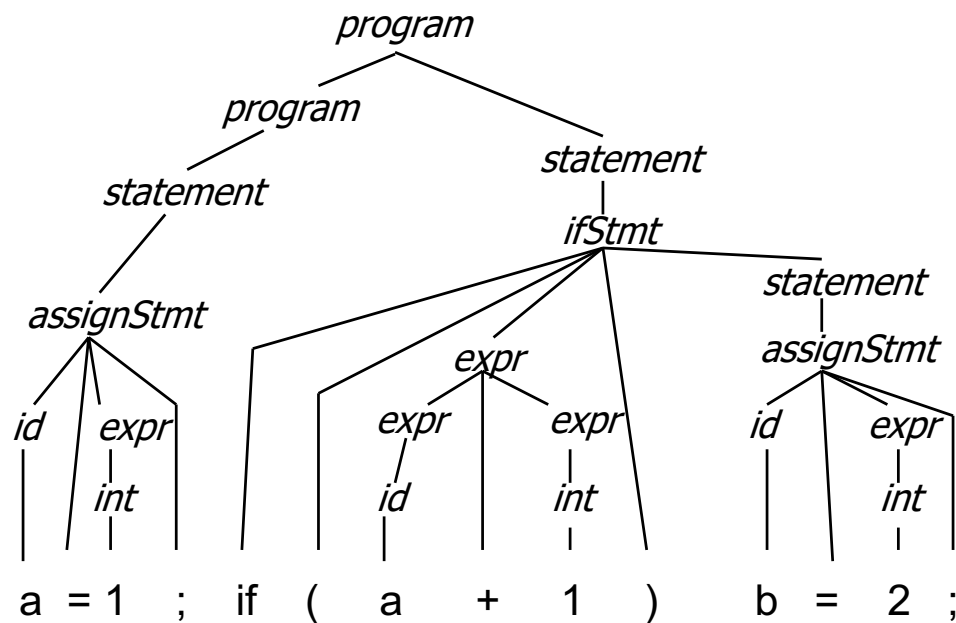 program
program
statement
statement
ifStmt
statement
assignStmt
expr
assignStmt
id expr
expr expr
id expr
int
id int
int
a = 1 ; if ( a + 1 ) b = 2 ;